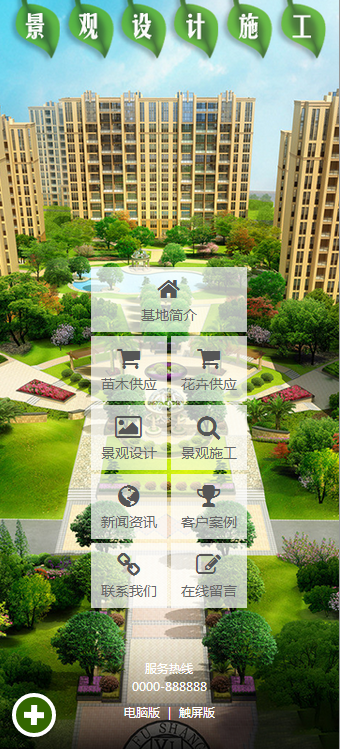 景观设计施工
基地简介
苗木供应 花卉供应
景观设计 景观施工
新闻资讯 客户案例
联系我们 在线留言
服务热线
0000-888888
电脑版 | 触屏版